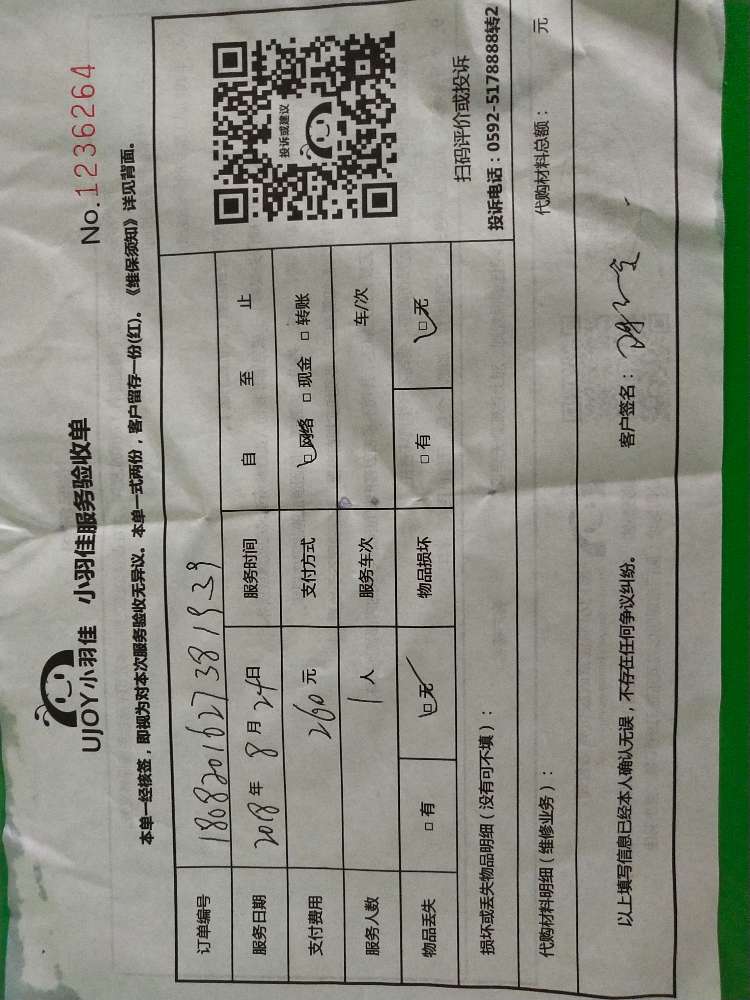 UJOY小羽佳 小羽佳服务验收单
No.1236264
本单一经核签，即视为对本次服务验收无异议。本单一式两份，客户留存一份(红)。《维保须知》详见背面。
订单编号 1808201627381939
服务日期 2018年8月24日 服务时间 自 至 止
支付费用 260元 支付方式 □网络 □现金 □转账
服务人数 1人 服务车次 车/次
物品丢失 □有 □无 物品损坏 □有 □无
投诉或建议
扫码评价或投诉
投诉电话：0592-5178888转2
损坏或丢失物品明细（没有可不填）：
代购材料明细（维修业务）： 代购材料总额： 元
以上填写信息已经本人确认无误，不存在任何争议纠纷。 客户签名：